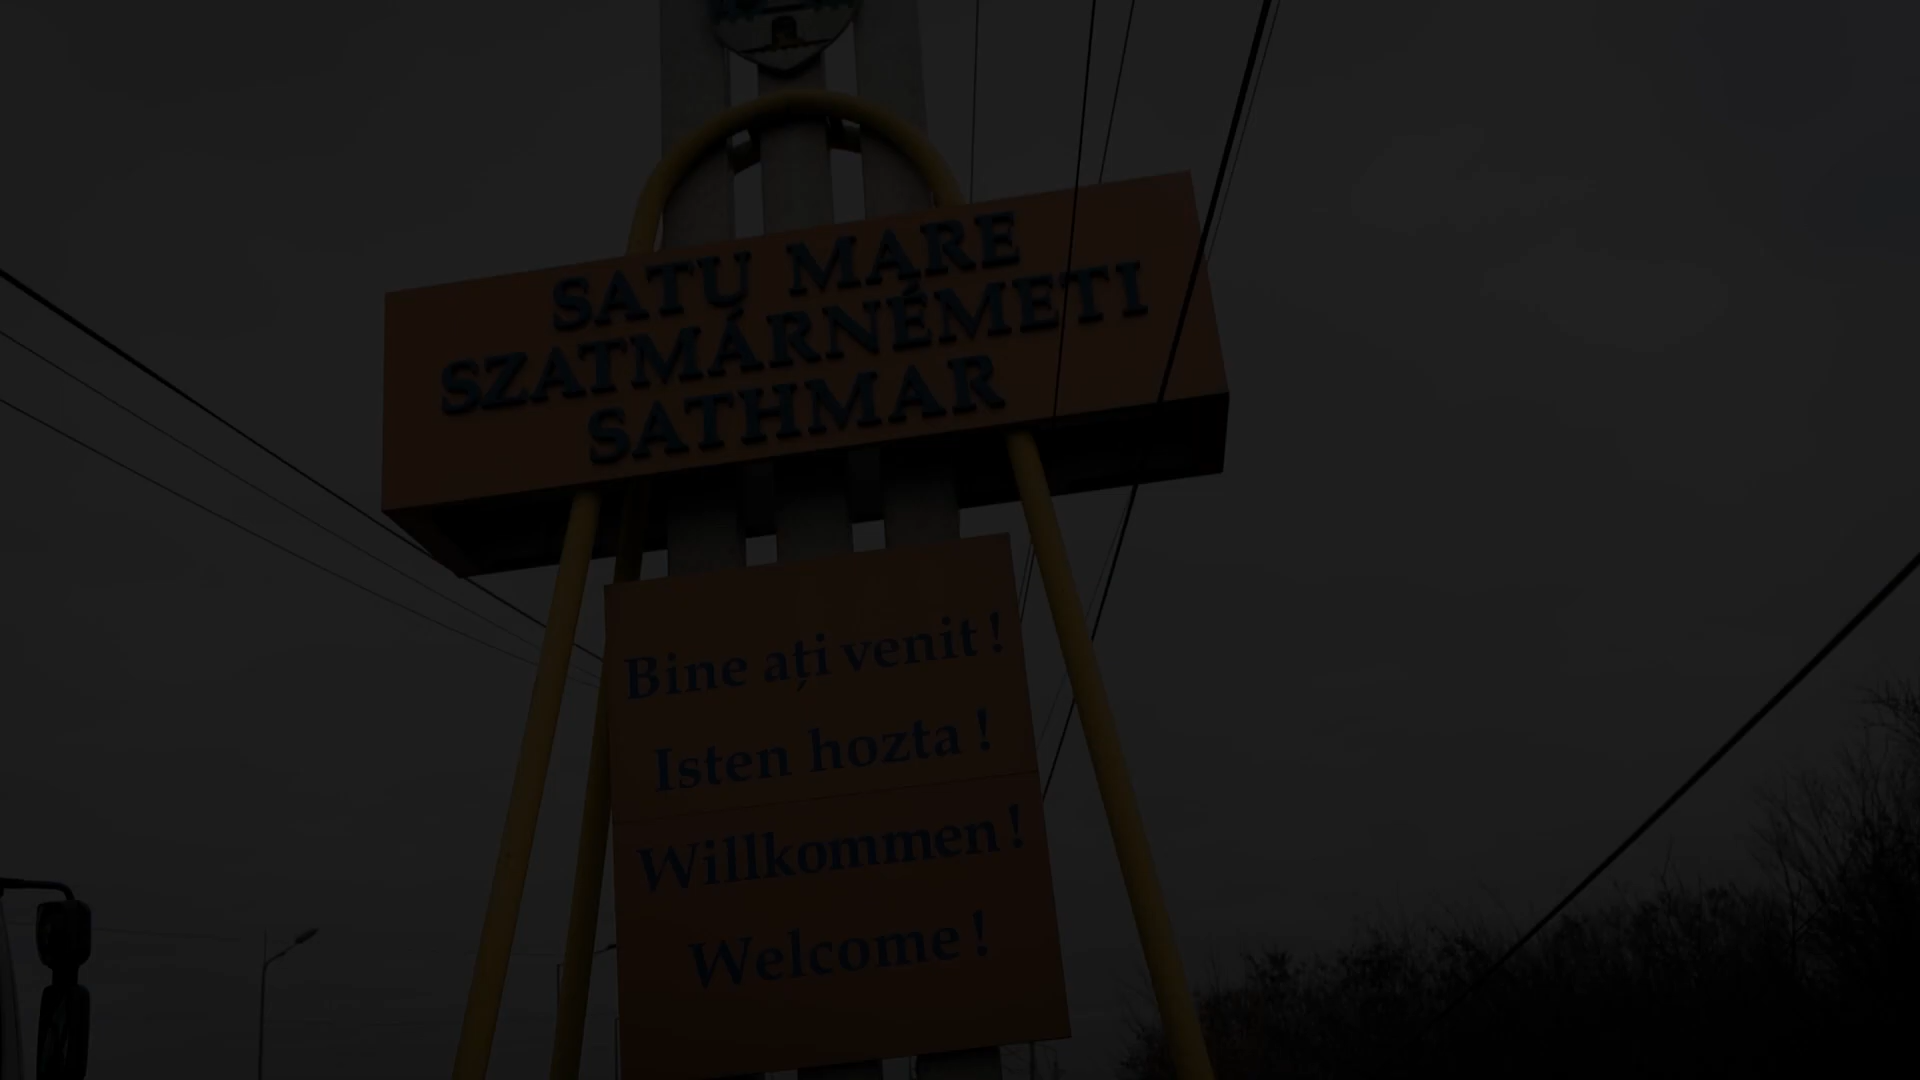 SATU MARE
SZATMÁRNÉMETI
SATHMAR
Bine ați venit !
Isten hozta !
Willkommen !
Welcome !